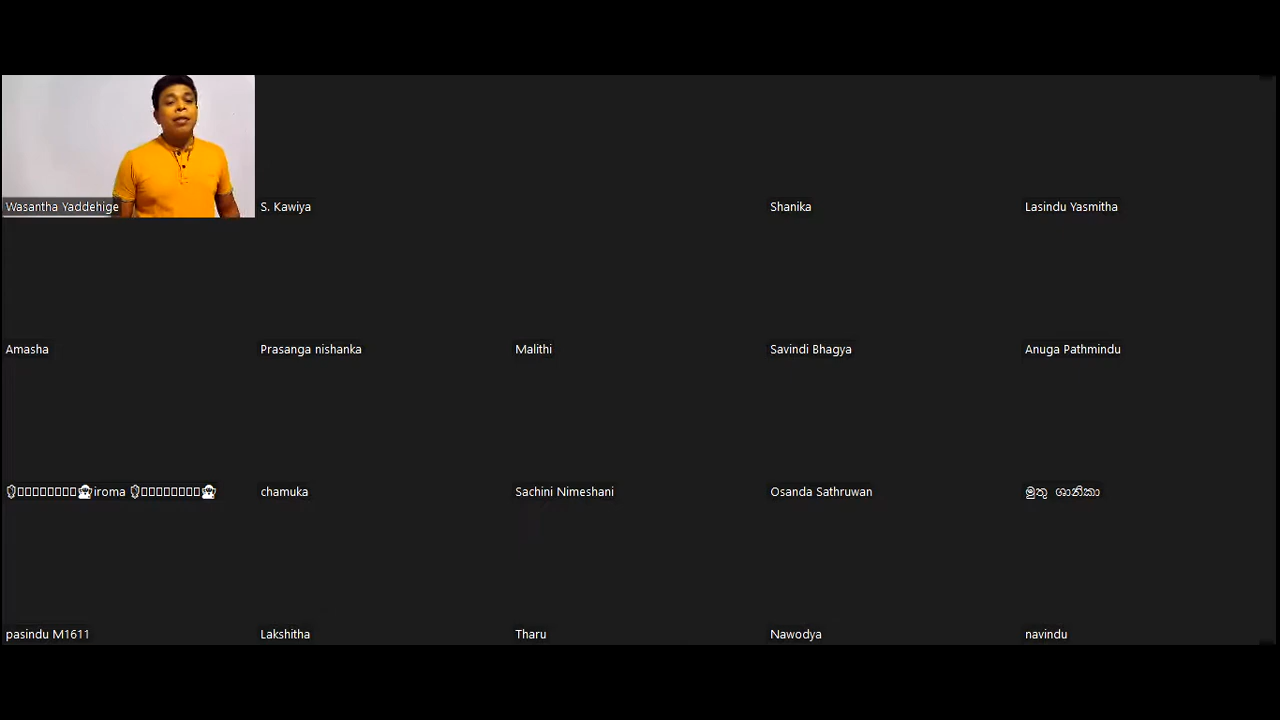 Wasantha Yaddehige
S. Kawiya
Shanika
Lasindu Yasmitha
Amasha
Prasanga nishanka
Malithi
Savindi Bhagya
Anuga Pathmindu
iroma
chamuka
Sachini Nimeshani
Osanda Sathruwan
මුතු ශානිකා
pasindu M1611
Lakshitha
Tharu
Nawodya
navindu